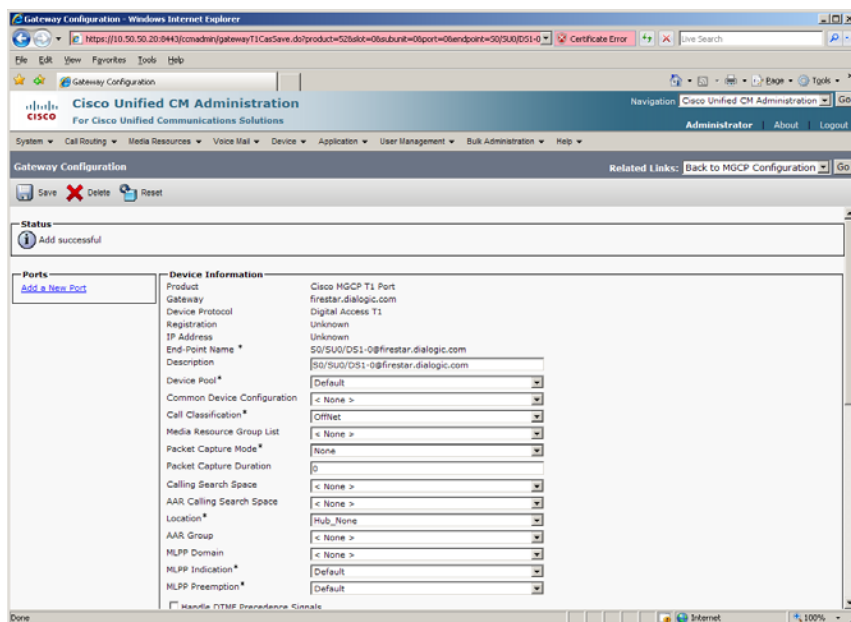 Gateway Configuration - Windows Internet Explorer
https://10.50.50.20:8443/ccmadmin/gatewayT1CasSave.do?product=52&slot=0&subunit=0&port=0&endpoint=S0/SU0/DS1-0
Certificate Error
Live Search
File Edit View Favorites Tools Help
Gateway Configuration
Page Tools
cisco
Cisco Unified CM Administration
For Cisco Unified Communications Solutions
Navigation Cisco Unified CM Administration Go
Administrator About Logout
System Call Routing Media Resources Voice Mail Device Application User Management Bulk Administration Help
Gateway Configuration
Related Links: Back to MGCP Configuration Go
Save Delete Reset
Status
Add successful
Ports
Add a New Port
Device Information
Product Cisco MGCP T1 Port
Gateway firestar.dialogic.com
Device Protocol Digital Access T1
Registration Unknown
IP Address Unknown
End-Point Name * S0/SU0/DS1-0@firestar.dialogic.com
Description S0/SU0/DS1-0@firestar.dialogic.com
Device Pool* Default
Common Device Configuration < None >
Call Classification* OffNet
Media Resource Group List < None >
Packet Capture Mode* None
Packet Capture Duration 0
Calling Search Space < None >
AAR Calling Search Space < None >
Location* Hub_None
AAR Group < None >
MLPP Domain < None >
MLPP Indication* Default
MLPP Preemption* Default
Handle DTMF Precedence Signals
Done
Internet
100%